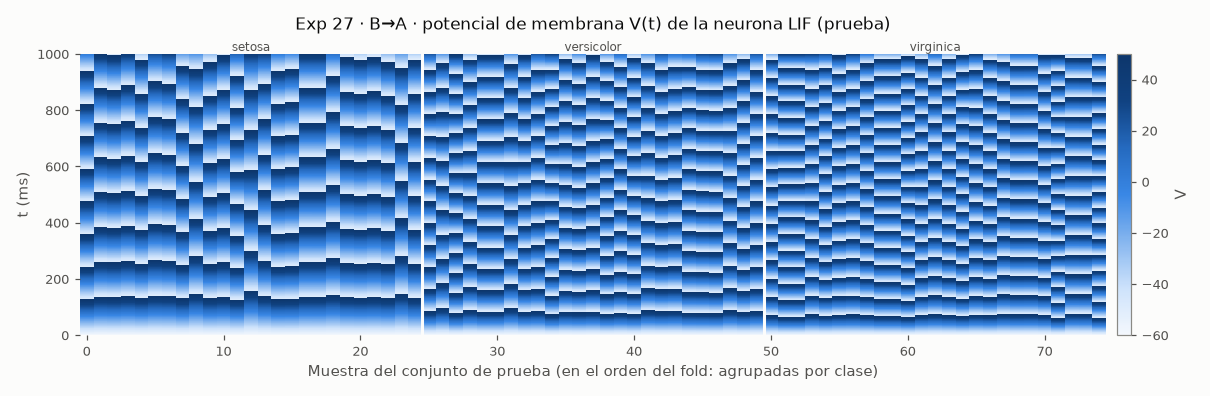 Exp 27 · B→A · potencial de membrana V(t) de la neurona LIF (prueba)
setosa versicolor virginica
1000
800
600
400
200
0
t (ms)
0 10 20 30 40 50 60 70
Muestra del conjunto de prueba (en el orden del fold: agrupadas por clase)
40
20
0
−20
−40
−60
V